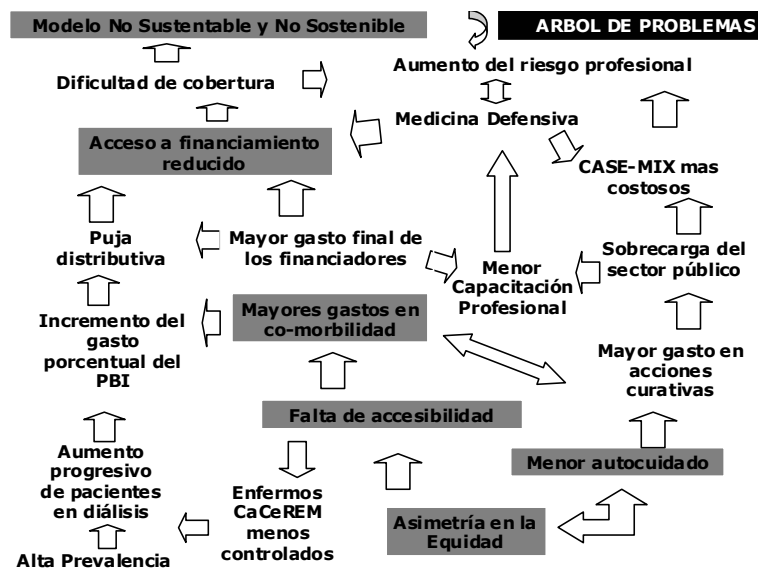 Modelo No Sustentable y No Sostenible
ARBOL DE PROBLEMAS
Dificultad de cobertura
Aumento del riesgo profesional
Medicina Defensiva
Acceso a financiamiento
reducido
CASE-MIX mas
costosos
Puja
distributiva
Mayor gasto final de
los financiadores
Menor
Capacitación
Profesional
Sobrecarga del
sector público
Incremento del
gasto
porcentual del
PBI
Mayores gastos en
co-morbilidad
Mayor gasto en
acciones
curativas
Falta de accesibilidad
Menor autocuidado
Aumento
progresivo
de pacientes
en diálisis
Enfermos
CaCeREM
menos
controlados
Asimetría en la
Equidad
Alta Prevalencia